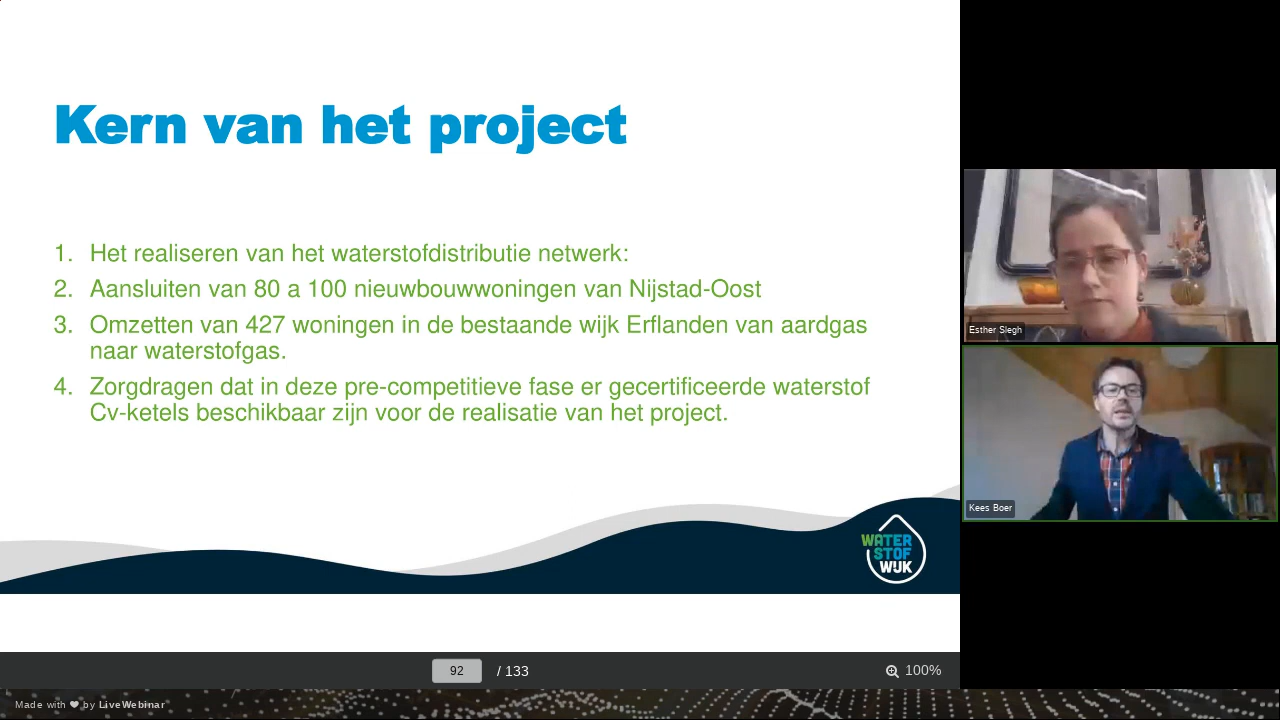 Kern van het project
1. Het realiseren van het waterstofdistributie netwerk:
2. Aansluiten van 80 a 100 nieuwbouwwoningen van Nijstad-Oost
3. Omzetten van 427 woningen in de bestaande wijk Erflanden van aardgas
naar waterstofgas.
4. Zorgdragen dat in deze pre-competitieve fase er gecertificeerde waterstof
Cv-ketels beschikbaar zijn voor de realisatie van het project.
WATER
STOF
WIJK
Esther Slegh
Kees Boer
92 / 133
100%
Made with ❤ by LiveWebinar